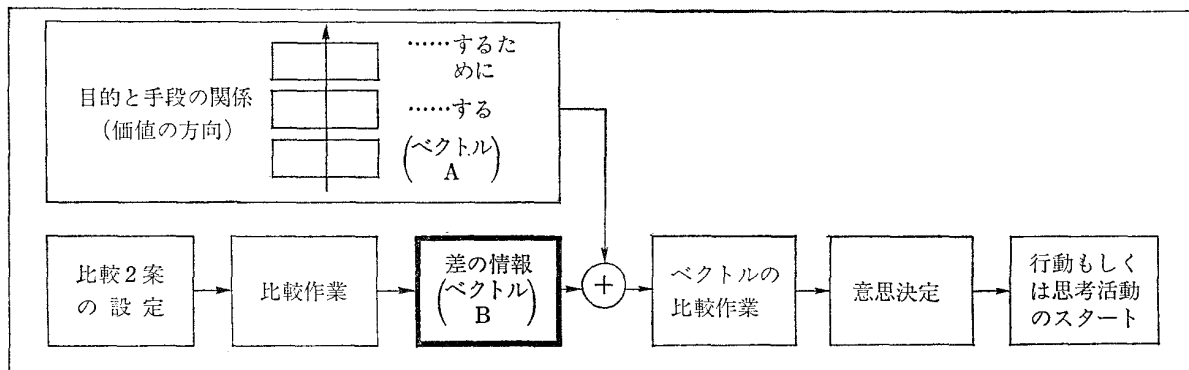 ……するた
めに
目的と手段の関係
(価値の方向)
……する
(ベクトル
A)
比較2案
の設定
比較作業
差の情報
(ベクトル
B)
+
ベクトルの
比較作業
意思決定
行動もしく
は思考活動
のスタート